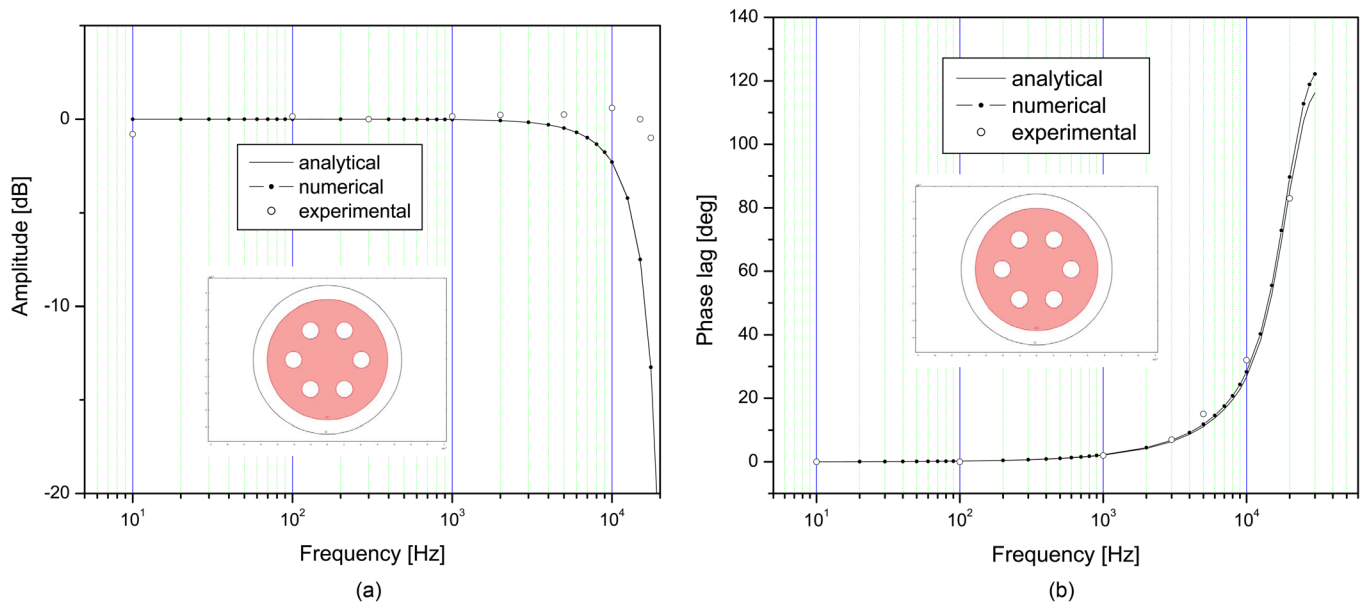 0
-10
-20
10¹
10²
10³
10⁴
Amplitude [dB]
Frequency [Hz]
analytical
numerical
experimental
(a)
140
120
100
80
60
40
20
0
10¹
10²
10³
10⁴
Phase lag [deg]
Frequency [Hz]
analytical
numerical
experimental
(b)